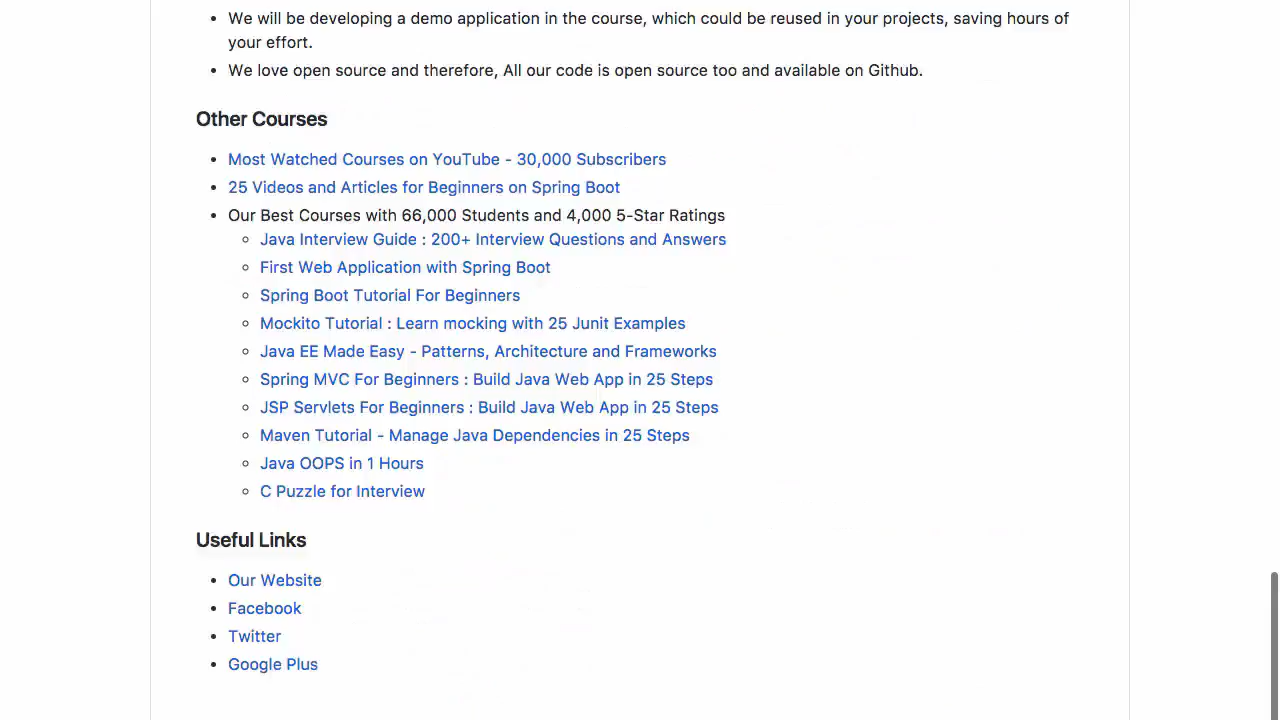 We will be developing a demo application in the course, which could be reused in your projects, saving hours of
your effort.
We love open source and therefore, All our code is open source too and available on Github.
Other Courses
Most Watched Courses on YouTube - 30,000 Subscribers
25 Videos and Articles for Beginners on Spring Boot
Our Best Courses with 66,000 Students and 4,000 5-Star Ratings
Java Interview Guide : 200+ Interview Questions and Answers
First Web Application with Spring Boot
Spring Boot Tutorial For Beginners
Mockito Tutorial : Learn mocking with 25 Junit Examples
Java EE Made Easy - Patterns, Architecture and Frameworks
Spring MVC For Beginners : Build Java Web App in 25 Steps
JSP Servlets For Beginners : Build Java Web App in 25 Steps
Maven Tutorial - Manage Java Dependencies in 25 Steps
Java OOPS in 1 Hours
C Puzzle for Interview
Useful Links
Our Website
Facebook
Twitter
Google Plus